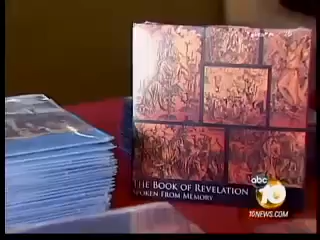 THE BOOK OF REVELATION
SPOKEN FROM MEMORY
abc
10
10NEWS.COM